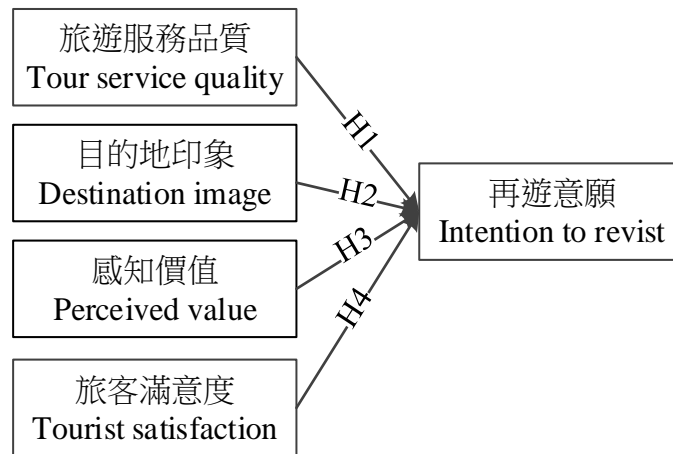 旅遊服務品質
Tour service quality
目的地印象
Destination image
感知價值
Perceived value
旅客滿意度
Tourist satisfaction
H1
H2
H3
H4
再遊意願
Intention to revist